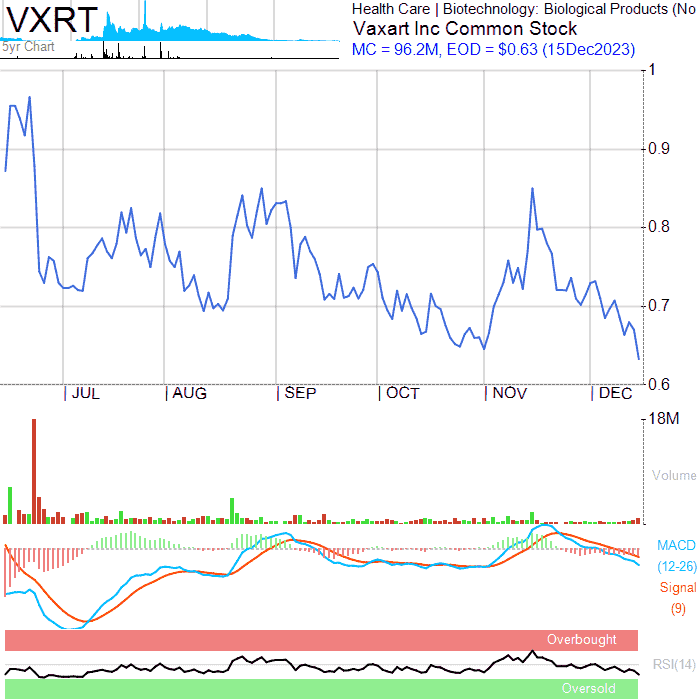 VXRT
5yr Chart
Health Care | Biotechnology: Biological Products (No
Vaxart Inc Common Stock
MC = 96.2M, EOD = $0.63 (15Dec2023)
1
0.9
0.8
0.7
0.6
JUL AUG SEP OCT NOV DEC
18M
Volume
MACD
(12-26)
Signal
(9)
Overbought
RSI(14)
Oversold